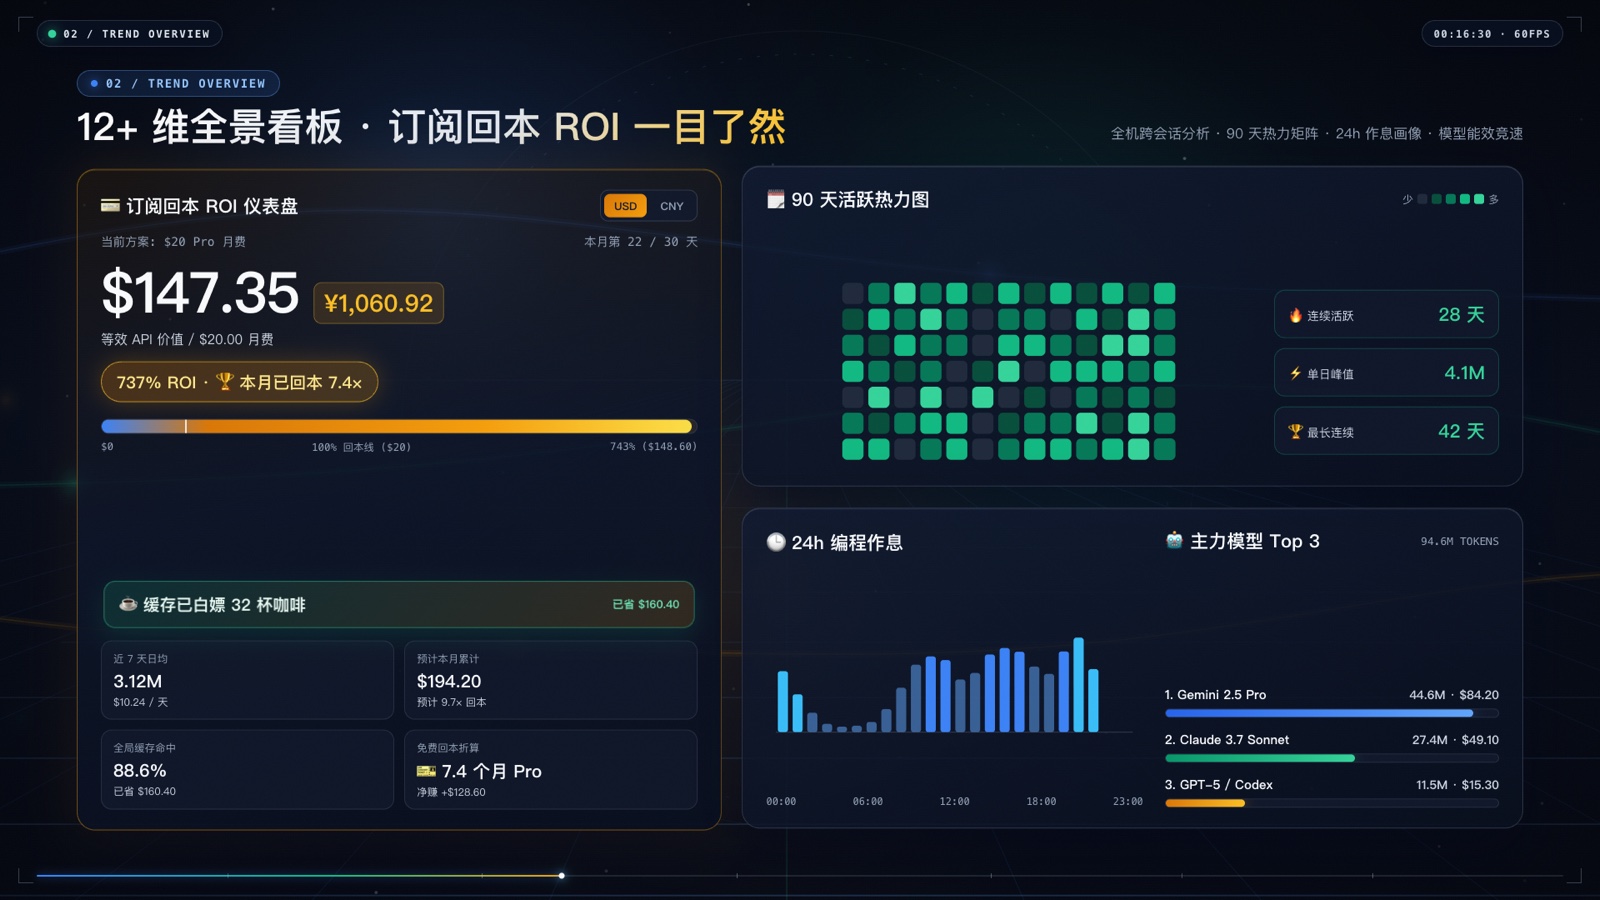 02 / TREND OVERVIEW
00:16:30 · 60FPS
02 / TREND OVERVIEW
12+ 维全景看板 · 订阅回本 ROI 一目了然
全机跨会话分析 · 90 天热力矩阵 · 24h 作息画像 · 模型能效竞速
💳 订阅回本 ROI 仪表盘
USD CNY
当前方案: $20 Pro 月费
本月第 22 / 30 天
$147.35 ¥1,060.92
等效 API 价值 / $20.00 月费
737% ROI · 🏆 本月已回本 7.4×
$0 100% 回本线 ($20) 743% ($148.60)
☕ 缓存已白嫖 32 杯咖啡 已省 $160.40
近 7 天日均
3.12M
$10.24 / 天
预计本月累计
$194.20
预计 9.7× 回本
全局缓存命中
88.6%
已省 $160.40
免费回本折算
🎫 7.4 个月 Pro
净赚 +$128.60
🗓️ 90 天活跃热力图
少 多
🔥 连续活跃 28 天
⚡ 单日峰值 4.1M
🏆 最长连续 42 天
🕒 24h 编程作息
00:00 06:00 12:00 18:00 23:00
🤖 主力模型 Top 3 94.6M TOKENS
1. Gemini 2.5 Pro 44.6M · $84.20
2. Claude 3.7 Sonnet 27.4M · $49.10
3. GPT-5 / Codex 11.5M · $15.30